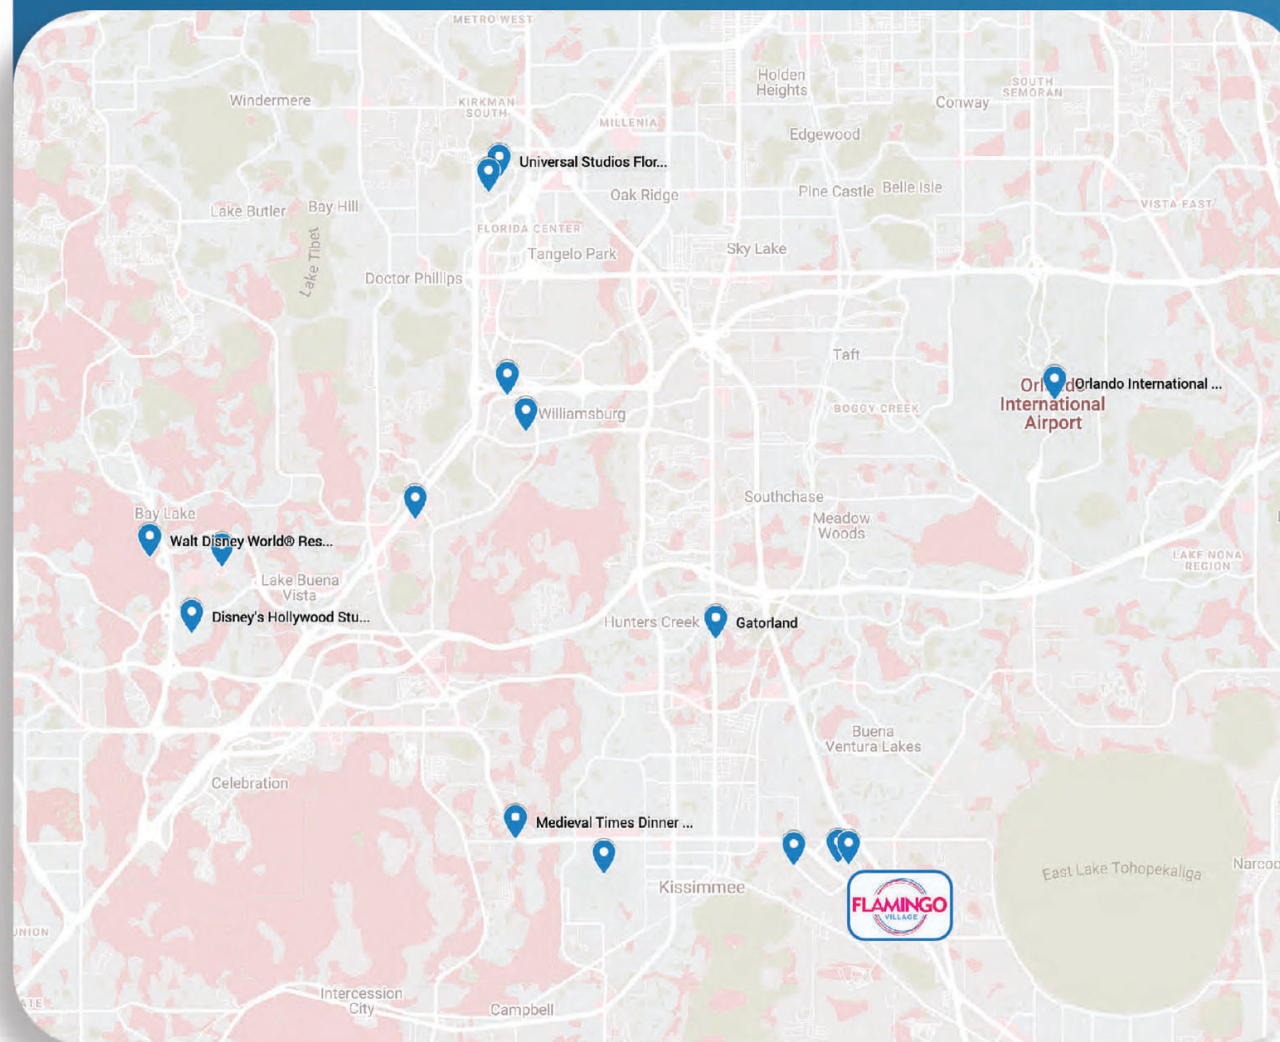 METRO WEST
Holden
Heights
SOUTH
SEMORAN
Windermere
KIRKMAN
SOUTH
Conway
MILLENIA
Edgewood
Universal Studios Flor...
Oak Ridge
Pine Castle
Belle Isle
Lake Butler
Bay Hill
VISTA EAST
FLORIDA CENTER
Lake Tibet
Tangelo Park
Sky Lake
Doctor Phillips
Taft
Orlando International ...
International
Airport
Williamsburg
BOGGY CREEK
Southchase
Bay Lake
Meadow
Woods
Walt Disney World® Res...
LAKE NONA
REGION
Lake Buena
Vista
Disney's Hollywood Stu...
Hunters Creek
Gatorland
Buena
Ventura Lakes
Celebration
Medieval Times Dinner ...
East Lake Tohopekaliga
Narcoo
Kissimmee
FLAMINGO
VILLAGE
UNION
Intercession
City
Campbell
ATE